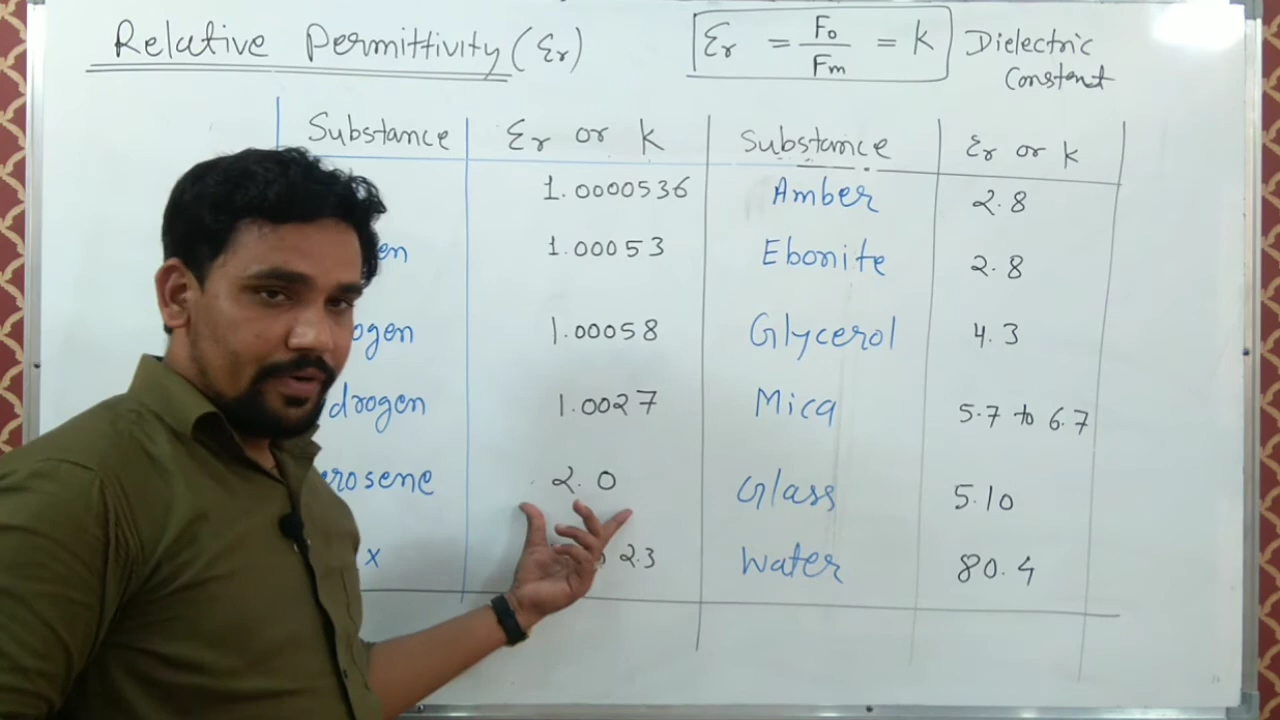 Relative Permittivity (εr)
εr = F₀/Fm = K Dielectric Constant
Substance εr or k Substance εr or k
1.0000536 Amber 2.8
en 1.00053 Ebonite 2.8
ogen 1.00058 Glycerol 4.3
drogen 1.0027 Mica 5.7 to 6.7
rosene 2.0 Glass 5.10
x 2.3 Water 80.4